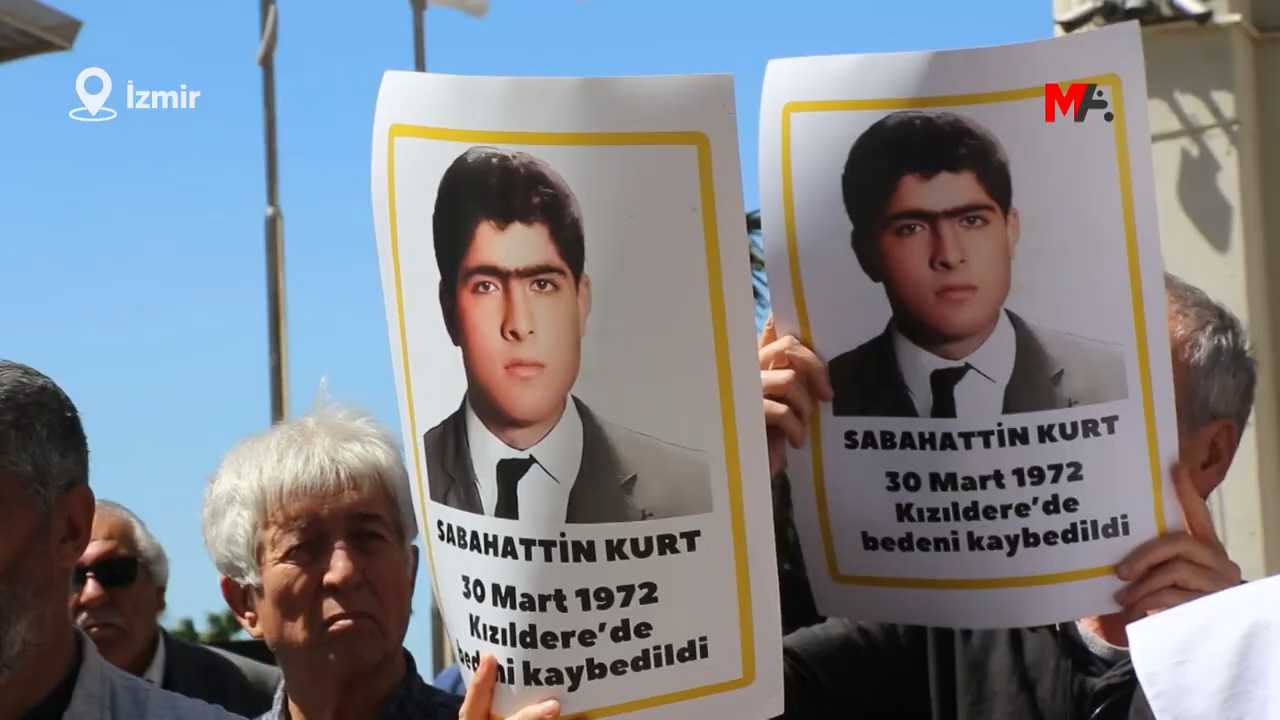 İzmir
MA
SABAHATTİN KURT
30 Mart 1972
Kızıldere’de
bedeni kaybedildi
SABAHATTİN KURT
30 Mart 1972
Kızıldere’de
bedeni kaybedildi